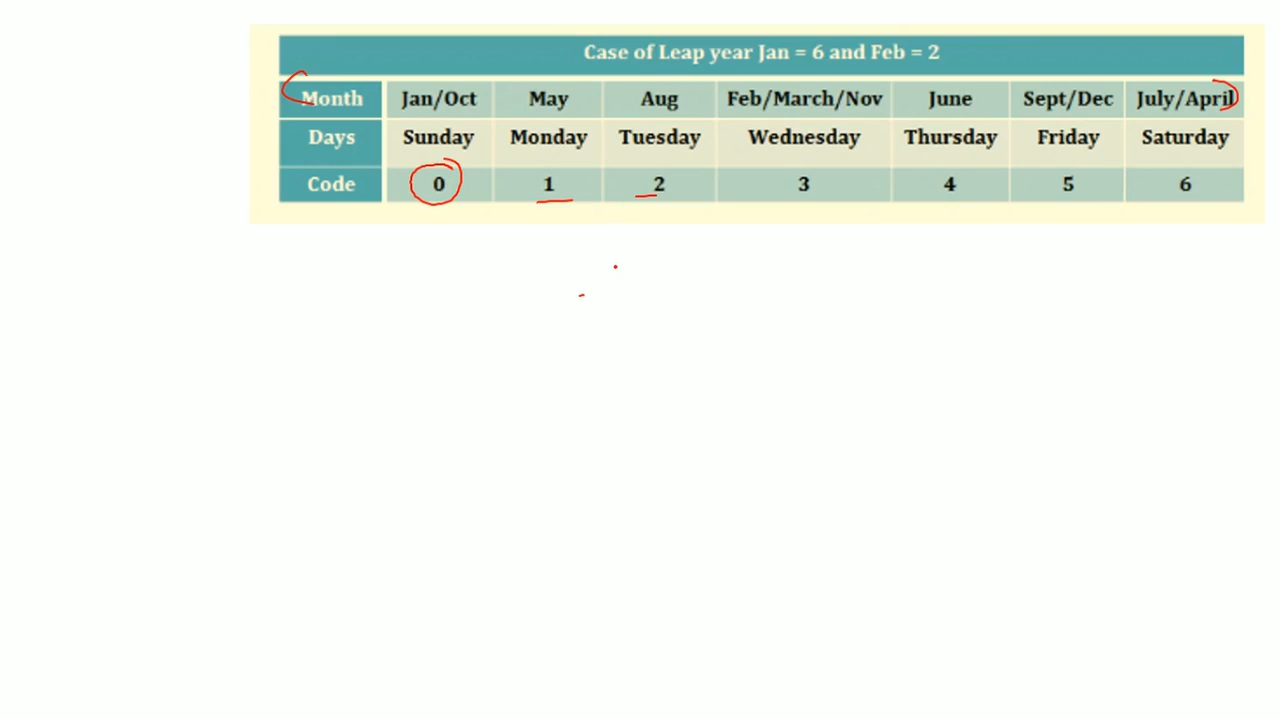 Case of Leap year Jan = 6 and Feb = 2
Month Jan/Oct May Aug Feb/March/Nov June Sept/Dec July/April
Days Sunday Monday Tuesday Wednesday Thursday Friday Saturday
Code 0 1 2 3 4 5 6